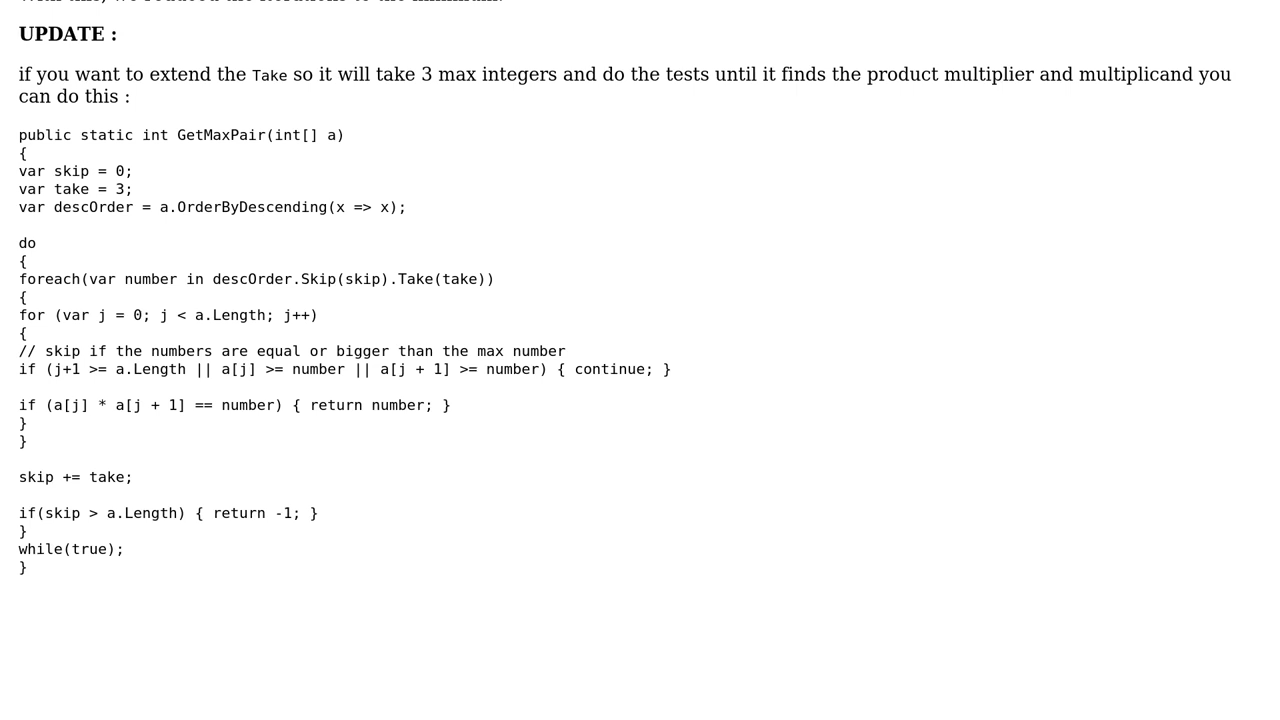 UPDATE :
if you want to extend the Take so it will take 3 max integers and do the tests until it finds the product multiplier and multiplicand you
can do this :
public static int GetMaxPair(int[] a)
{
var skip = 0;
var take = 3;
var descOrder = a.OrderByDescending(x => x);
do
{
foreach(var number in descOrder.Skip(skip).Take(take))
{
for (var j = 0; j < a.Length; j++)
{
// skip if the numbers are equal or bigger than the max number
if (j+1 >= a.Length || a[j] >= number || a[j + 1] >= number) { continue; }
if (a[j] * a[j + 1] == number) { return number; }
}
}
skip += take;
if(skip > a.Length) { return -1; }
}
while(true);
}